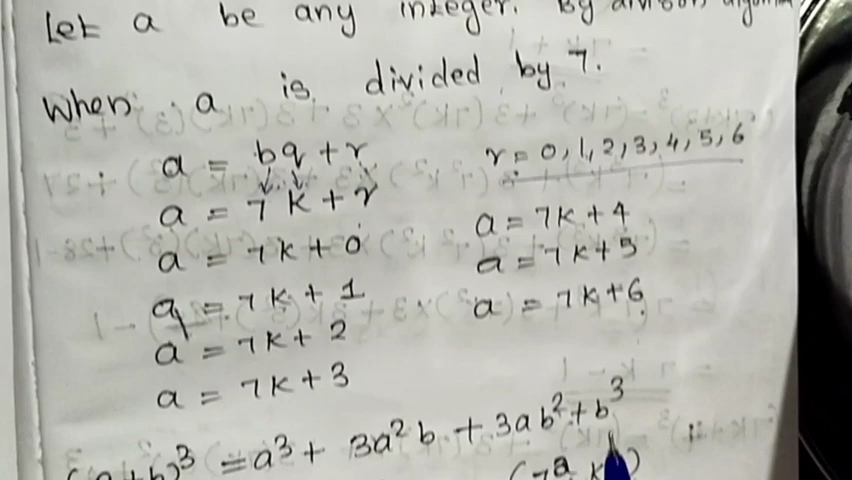 Let a be any integer. By
when a is divided by 7.
a = bq + r
r = 0, 1, 2, 3, 4, 5, 6
a = 7k + r
a = 7k + 0
a = 7k + 1
a = 7k + 2
a = 7k + 3
a = 7k + 4
a = 7k + 5
a = 7k + 6
(a+b)³ = a³ + 3a²b + 3ab² + b³